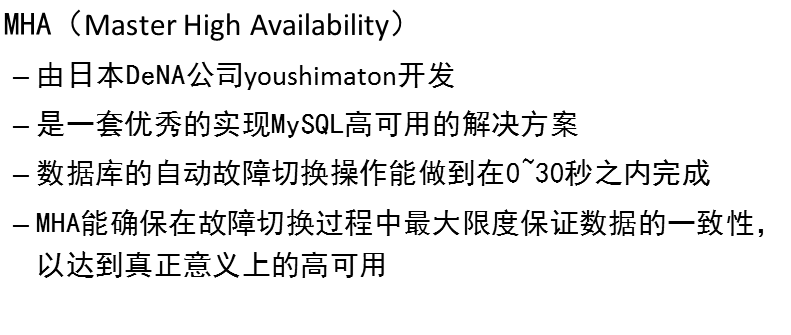 MHA（Master High Availability）
– 由日本DeNA公司youshimaton开发
– 是一套优秀的实现MySQL高可用的解决方案
– 数据库的自动故障切换操作能做到在0~30秒之内完成
– MHA能确保在故障切换过程中最大限度保证数据的一致性，
以达到真正意义上的高可用